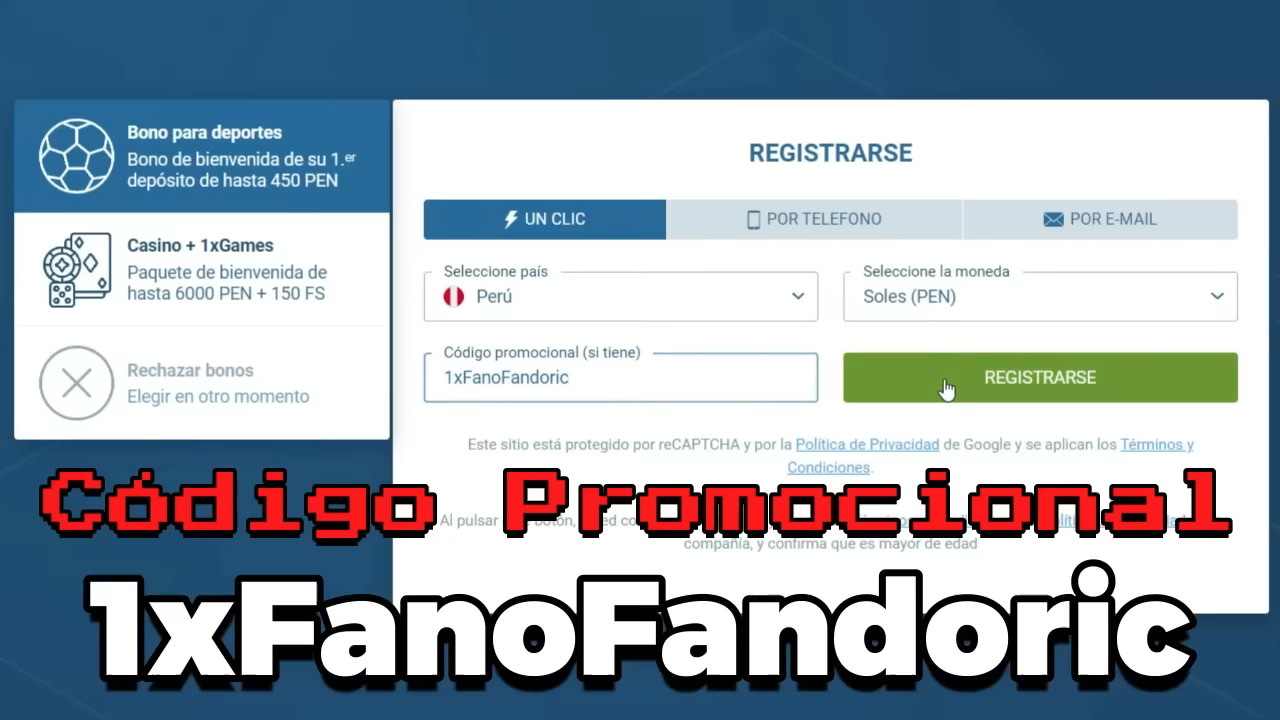 Bono para deportes
Bono de bienvenida de su 1.er
depósito de hasta 450 PEN
Casino + 1xGames
Paquete de bienvenida de
hasta 6000 PEN + 150 FS
Rechazar bonos
Elegir en otro momento
REGISTRARSE
UN CLIC
POR TELEFONO
POR E-MAIL
Seleccione país
Perú
Seleccione la moneda
Soles (PEN)
Código promocional (si tiene)
1xFanoFandoric
REGISTRARSE
Este sitio está protegido por reCAPTCHA y por la Política de Privacidad de Google y se aplican los Términos y
Condiciones.
Al pulsar
compañía, y confirma que es mayor de edad
Código Promocional
1xFanoFandoric